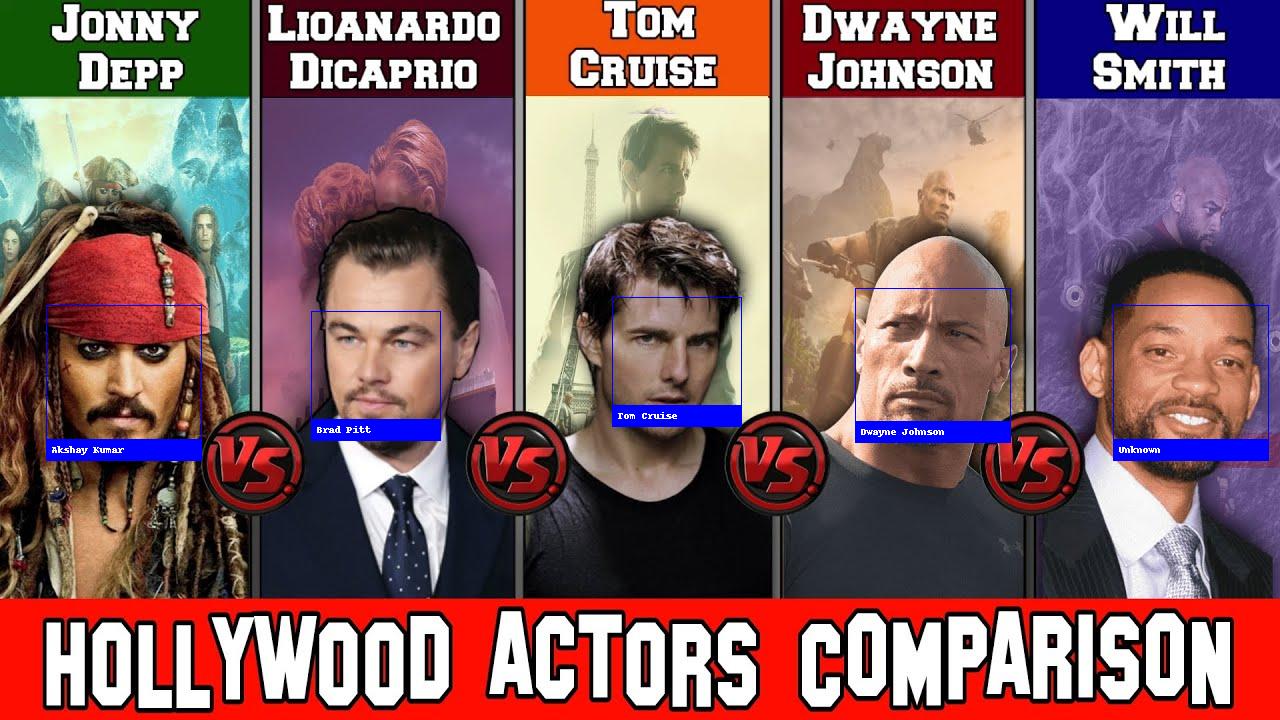 JONNY
DEPP
LIOANARDO
DICAPRIO
TOM
CRUISE
DWAYNE
JOHNSON
WILL
SMITH
Akshay Kumar
Brad Pitt
Tom Cruise
Dwayne Johnson
Unknown
VS.
VS.
VS.
VS.
HOLLYWOOD ACTORS COMPARISON